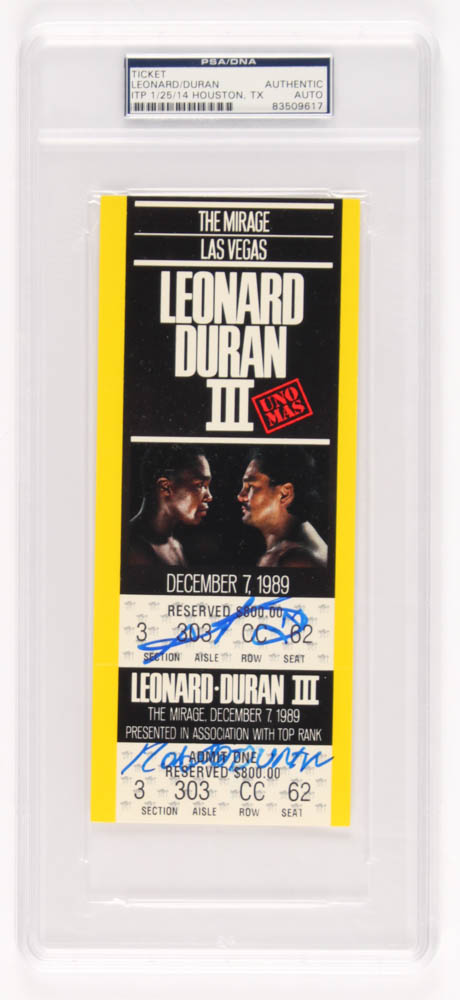 PSA/DNA
TICKET
LEONARD/DURAN AUTHENTIC
ITP 1/25/14 HOUSTON, TX AUTO
83509617
THE MIRAGE
LAS VEGAS
LEONARD
DURAN
III
UNO
MAS
DECEMBER 7, 1989
RESERVED $800.00
3 303 CC 62
SECTION AISLE ROW SEAT
LEONARD·DURAN III
THE MIRAGE, DECEMBER 7, 1989
PRESENTED IN ASSOCIATION WITH TOP RANK
ADMIT ONE
RESERVED $800.00
3 303 CC 62
SECTION AISLE ROW SEAT